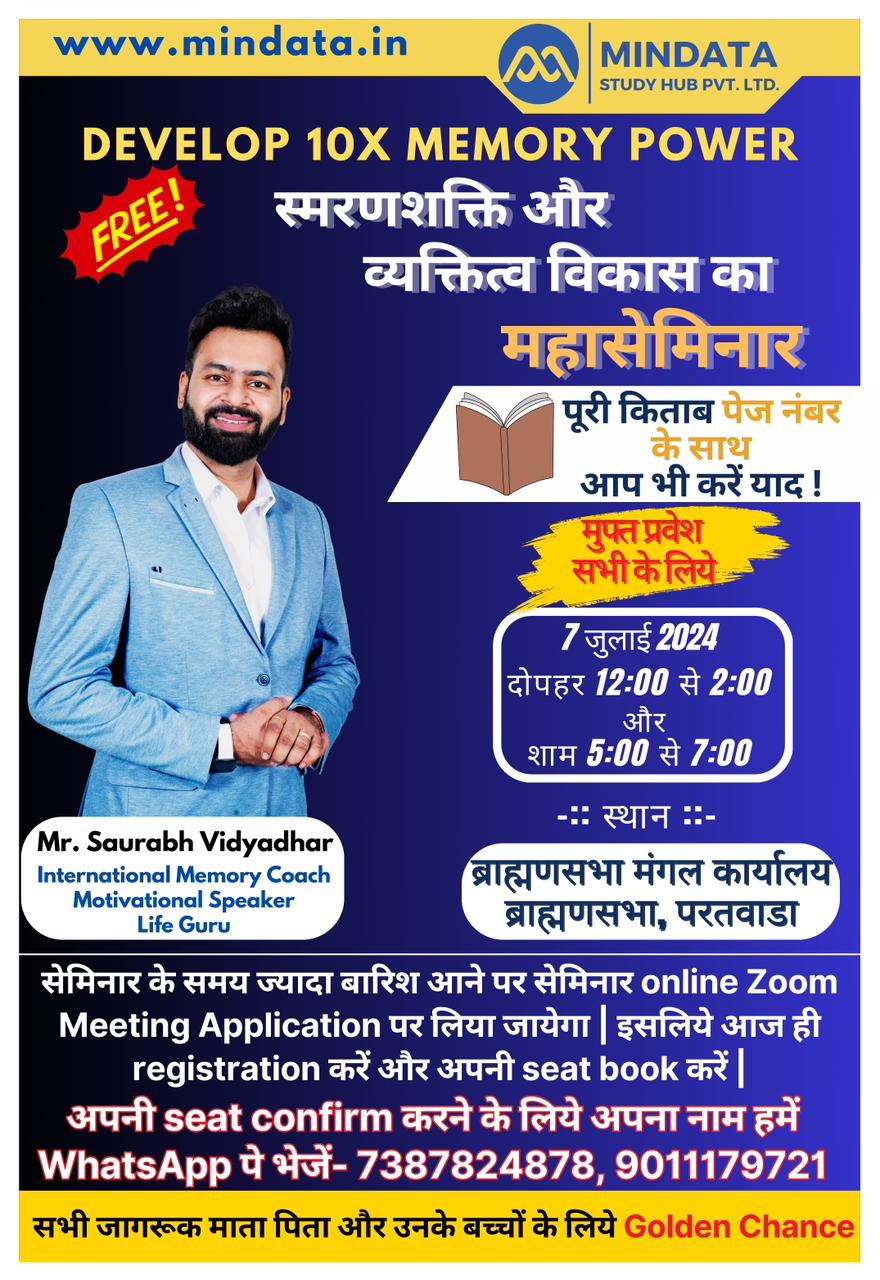 www.mindata.in
MINDATA
STUDY HUB PVT. LTD.
DEVELOP 10X MEMORY POWER
FREE!
स्मरणशक्ति और
व्यक्तित्व विकास का
महासेमिनार
पूरी किताब पेज नंबर
के साथ
आप भी करें याद !
मुफ्त प्रवेश
सभी के लिये
7 जुलाई 2024
दोपहर 12:00 से 2:00
और
शाम 5:00 से 7:00
-:: स्थान ::-
ब्राह्मणसभा मंगल कार्यालय
ब्राह्मणसभा, परतवाडा
Mr. Saurabh Vidyadhar
International Memory Coach
Motivational Speaker
Life Guru
सेमिनार के समय ज्यादा बारिश आने पर सेमिनार online Zoom
Meeting Application पर लिया जायेगा | इसलिये आज ही
registration करें और अपनी seat book करें |
अपनी seat confirm करने के लिये अपना नाम हमें
WhatsApp पे भेजें- 7387824878, 9011179721
सभी जागरूक माता पिता और उनके बच्चों के लिये Golden Chance